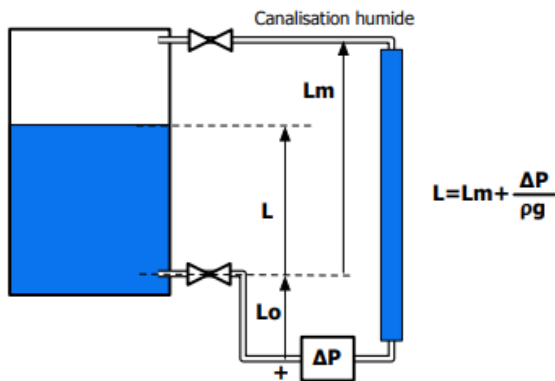 Canalisation humide
Lm
L
L=Lm+ ΔP/ρg
Lo
+
ΔP